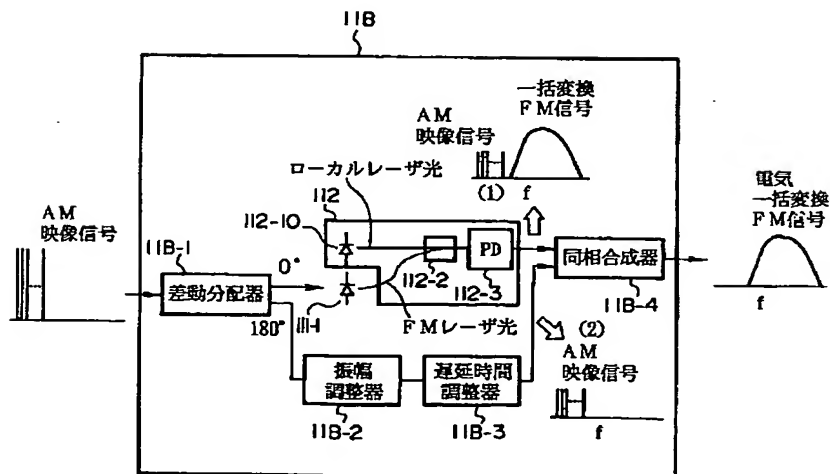 11B
一括変換
FM信号
AM
映像信号
(1) f
ローカルレーザ光
112
112-10
電気
一括変換
FM信号
f
AM
映像信号
11B-1
差動分配器
0°
180°
111-1
112-2
PD
112-3
FMレーザ光
同相合成器
11B-4
(2)
AM
映像信号
f
振幅
調整器
11B-2
遅延時間
調整器
11B-3